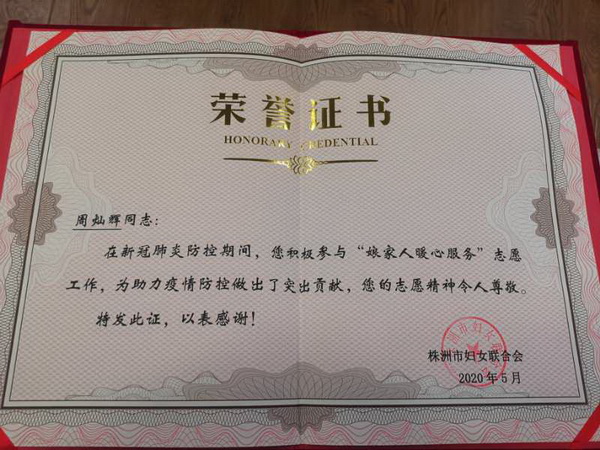 荣誉证书
HONORARY CREDENTIAL
周灿辉同志：
在新冠肺炎防控期间，您积极参与“娘家人暖心服务”志愿
工作，为助力疫情防控做出了突出贡献，您的志愿精神令人尊敬。
特发此证，以表感谢！
株洲市妇女联合会
2020年5月